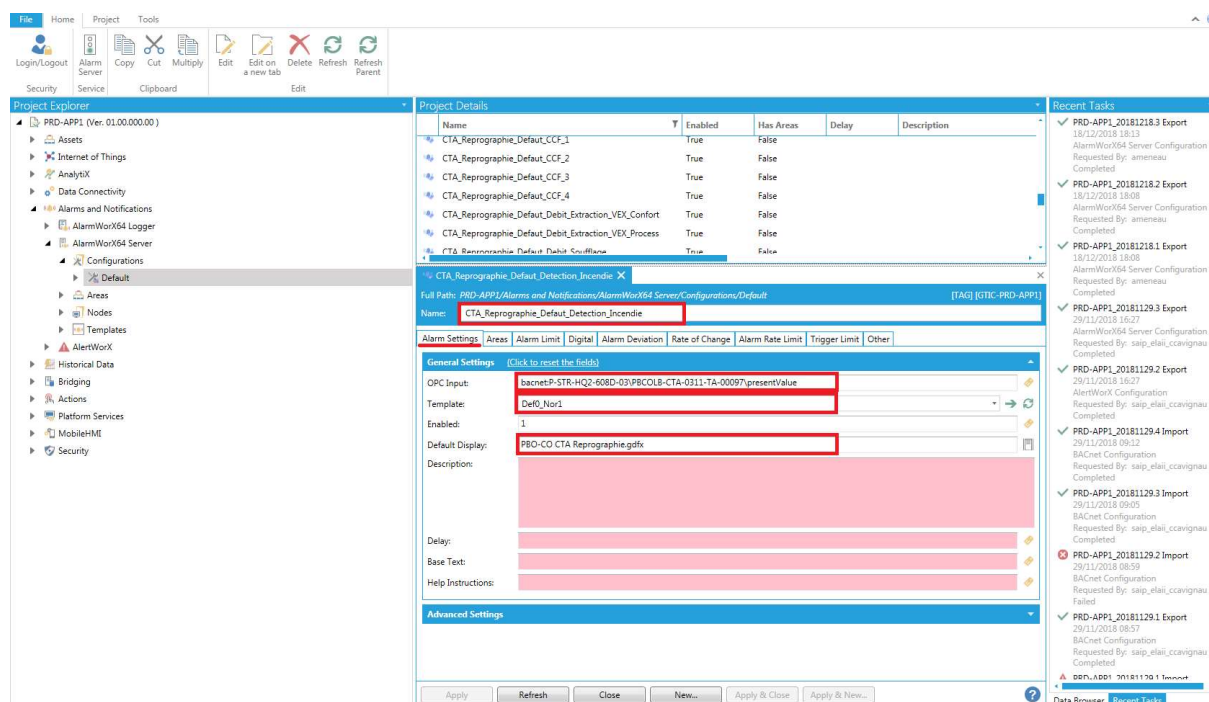 File Home Project Tools
Login/Logout Alarm Server Copy Cut Multiply Edit Edit on a new tab Delete Refresh Refresh Parent
Security Service Clipboard Edit
Project Explorer
PRD-APP1 (Ver. 01.00.000.00 )
Assets
Internet of Things
AnalytiX
Data Connectivity
Alarms and Notifications
AlarmWorX64 Logger
AlarmWorX64 Server
Configurations
Default
Areas
Nodes
Templates
AlertWorX
Historical Data
Bridging
Actions
Platform Services
MobileHMI
Security
Project Details
Name Enabled Has Areas Delay Description
CTA_Reprographie_Defaut_CCF_1 True False
CTA_Reprographie_Defaut_CCF_2 True False
CTA_Reprographie_Defaut_CCF_3 True False
CTA_Reprographie_Defaut_CCF_4 True False
CTA_Reprographie_Defaut_Debit_Extraction_VEX_Confort True False
CTA_Reprographie_Defaut_Debit_Extraction_VEX_Process True False
CTA_Reprographie_Defaut_Debit_Soufflage True False
CTA_Reprographie_Defaut_Detection_Incendie
Full Path: PRD-APP1/Alarms and Notifications/AlarmWorX64 Server/Configurations/Default [TAG] [GTIC-PRD-APP1]
Name: CTA_Reprographie_Defaut_Detection_Incendie
Alarm Settings Areas Alarm Limit Digital Alarm Deviation Rate of Change Alarm Rate Limit Trigger Limit Other
General Settings (Click to reset the fields)
OPC Input: bacnet:P-STR-HQ2-608D-03\PBCOLB-CTA-0311-TA-00097\presentValue
Template: Def0_Nor1
Enabled: 1
Default Display: PBO-CO CTA Reprographie.gdfx
Description:
Delay:
Base Text:
Help Instructions:
Advanced Settings
Apply Refresh Close New... Apply & Close Apply & New...
Recent Tasks
PRD-APP1_20181218.3 Export
18/12/2018 18:13
AlarmWorX64 Server Configuration
Requested By: ameneau
Completed
PRD-APP1_20181218.2 Export
18/12/2018 18:08
AlarmWorX64 Server Configuration
Requested By: ameneau
Completed
PRD-APP1_20181218.1 Export
18/12/2018 18:08
AlarmWorX64 Server Configuration
Requested By: ameneau
Completed
PRD-APP1_20181129.3 Export
29/11/2018 16:27
AlarmWorX64 Server Configuration
Requested By: saip_elaii_ccavignau
Completed
PRD-APP1_20181129.2 Export
29/11/2018 16:27
AlertWorX Configuration
Requested By: saip_elaii_ccavignau
Completed
PRD-APP1_20181129.4 Import
29/11/2018 09:12
BACnet Configuration
Requested By: saip_elaii_ccavignau
Completed
PRD-APP1_20181129.3 Import
29/11/2018 09:05
BACnet Configuration
Requested By: saip_elaii_ccavignau
Completed
PRD-APP1_20181129.2 Import
29/11/2018 08:59
BACnet Configuration
Requested By: saip_elaii_ccavignau
Failed
PRD-APP1_20181129.1 Export
29/11/2018 08:57
BACnet Configuration
Requested By: saip_elaii_ccavignau
Completed
PRD-APP1_20181129.1 Import
Data Browser Recent Tasks